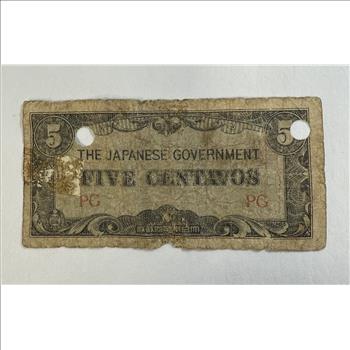 5 5
THE JAPANESE GOVERNMENT
FIVE CENTAVOS
PG PG